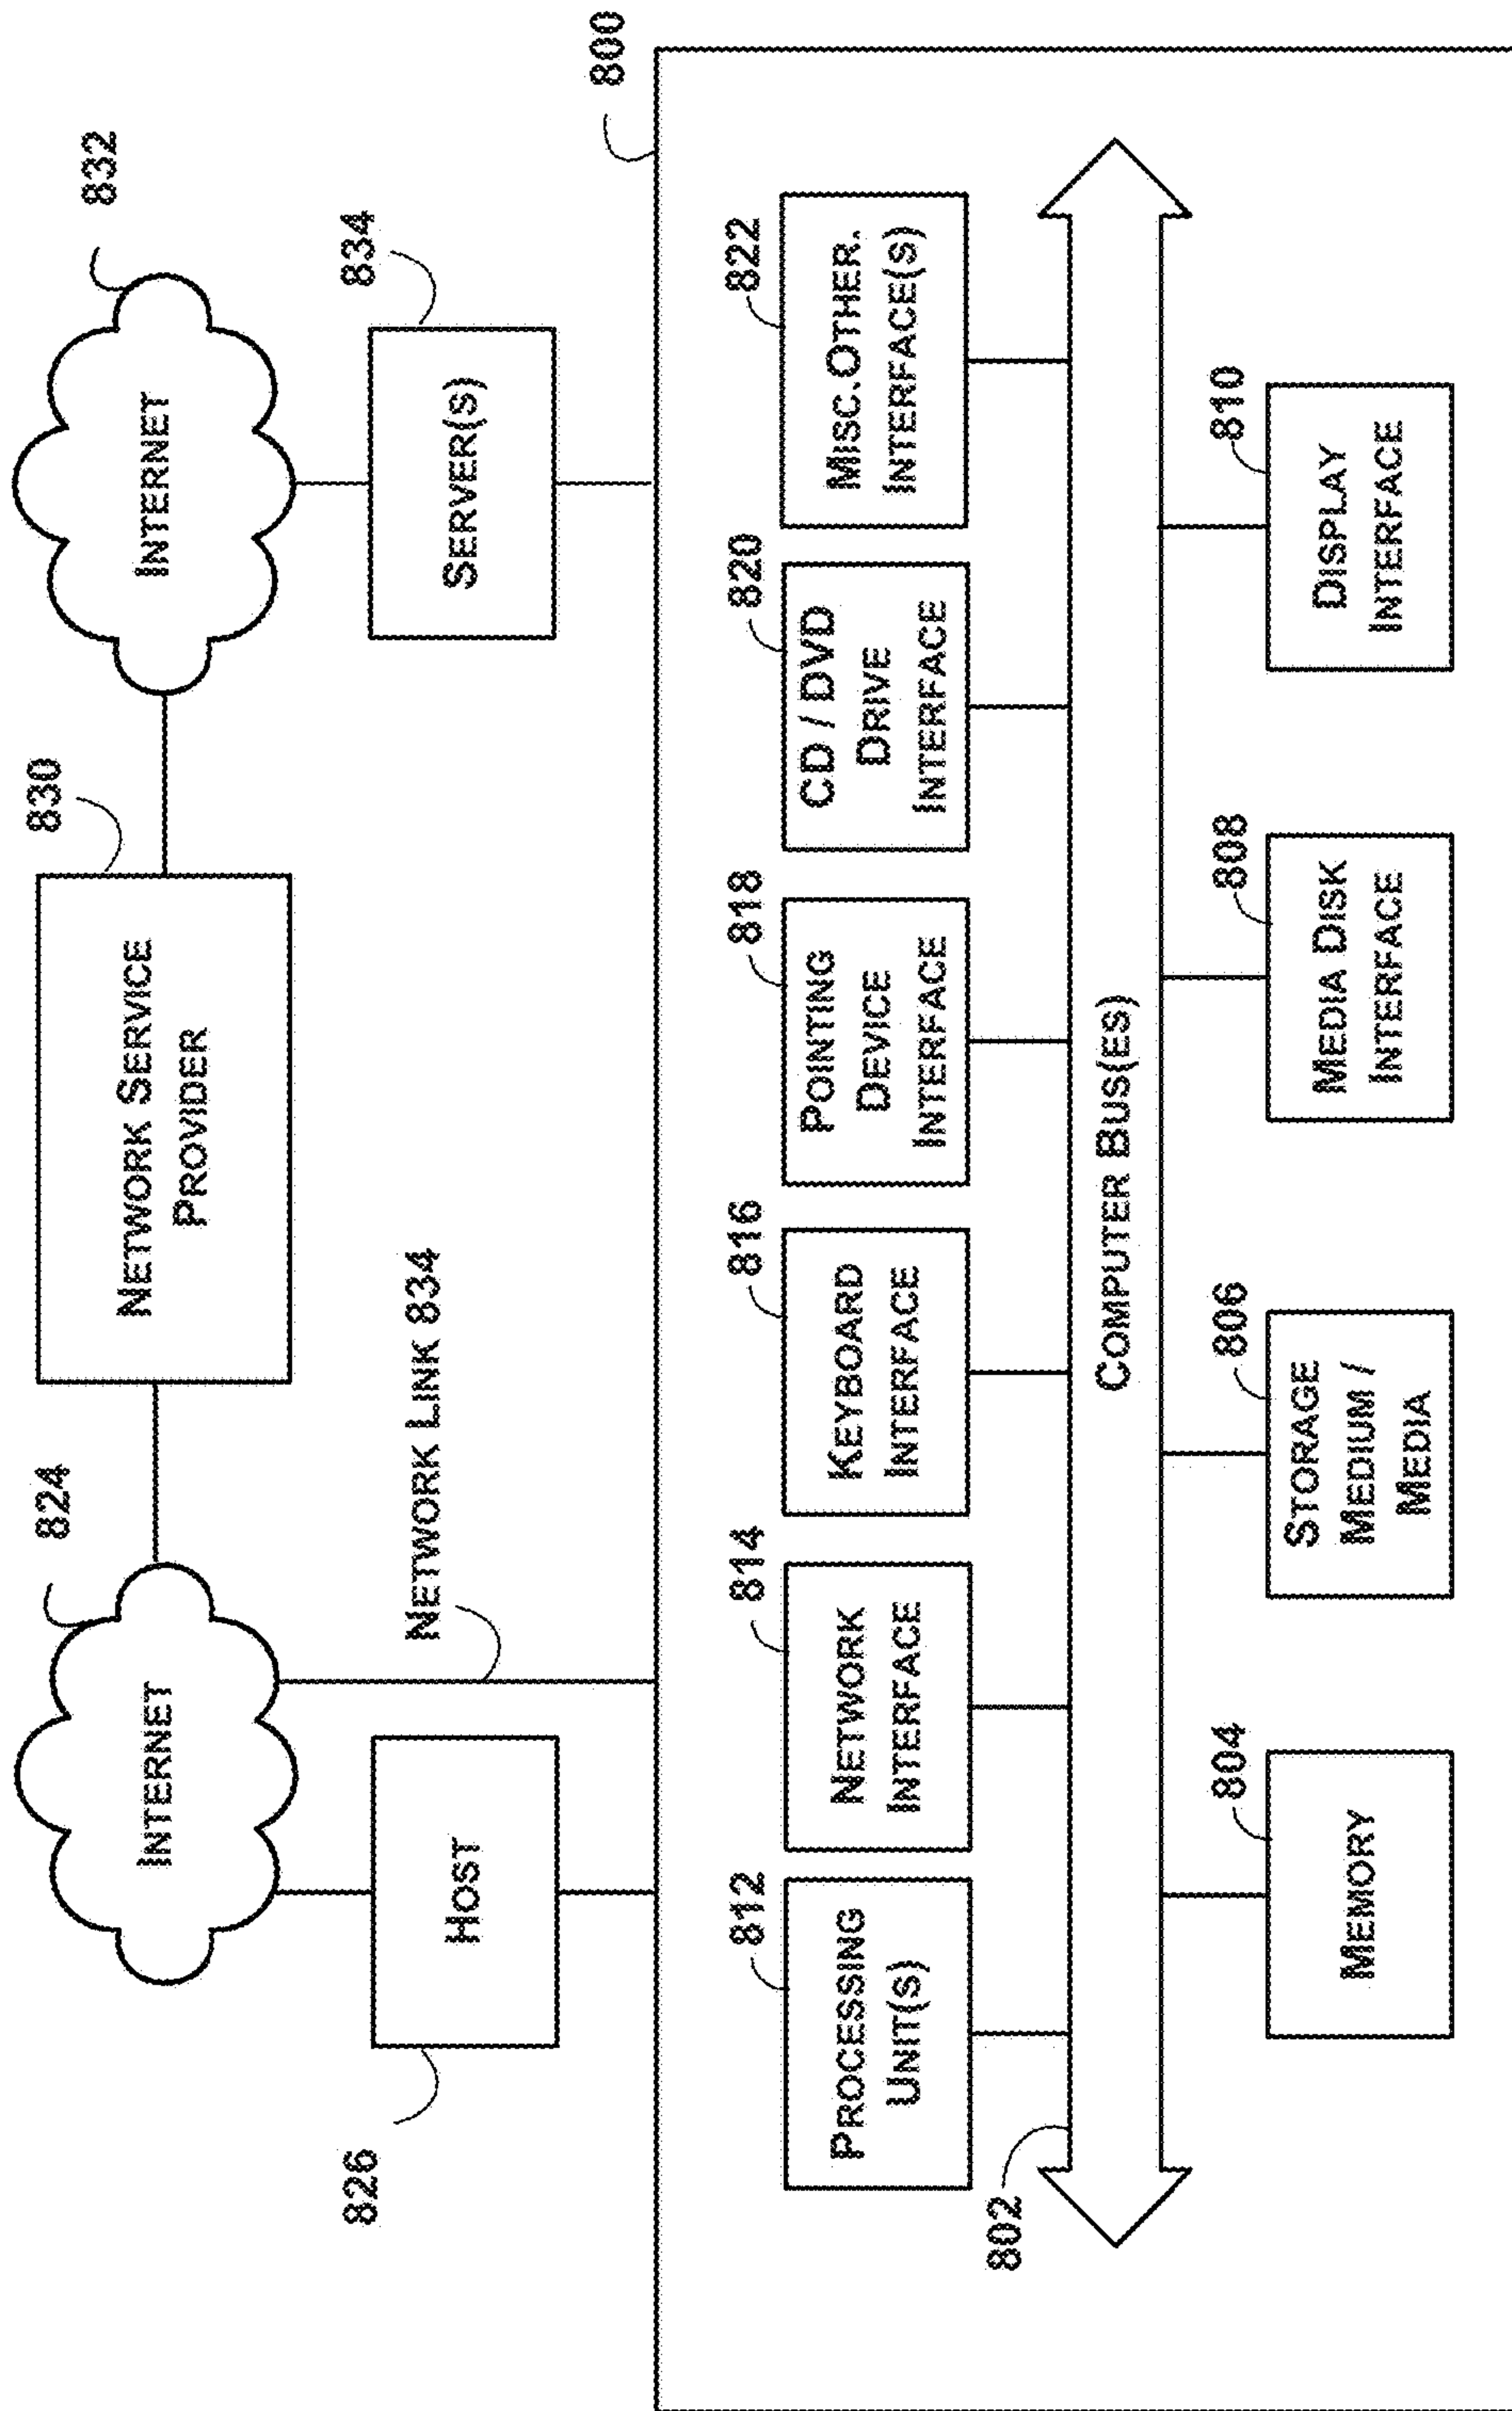 824
INTERNET
830
NETWORK SERVICE
PROVIDER
832
INTERNET
826
HOST
NETWORK LINK 834
834
SERVER(S)
800
812
PROCESSING
UNIT(S)
814
NETWORK
INTERFACE
816
KEYBOARD
INTERFACE
818
POINTING
DEVICE
INTERFACE
820
CD / DVD
DRIVE
INTERFACE
822
MISC.OTHER.
INTERFACE(S)
802
COMPUTER BUS(ES)
804
MEMORY
806
STORAGE
MEDIUM /
MEDIA
808
MEDIA DISK
INTERFACE
810
DISPLAY
INTERFACE